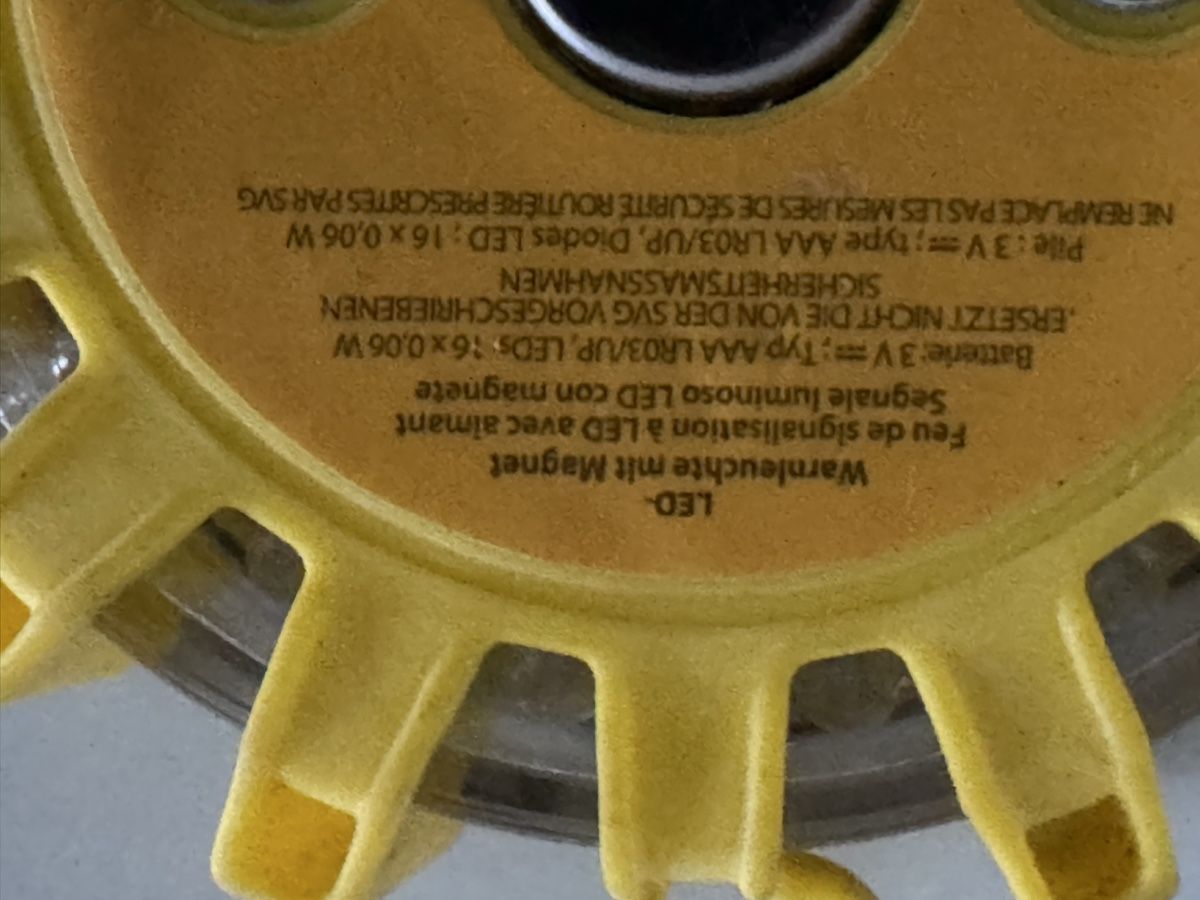 LED-
Warnleuchte mit Magnet
Feu de signalisation à LED avec aimant
Segnale luminoso LED con magnete
Batterie: 3 V ⎓; Typ AAA LR03/UP, LEDs: 16 x 0,06 W
.ERSETZT NICHT DIE VON DER SVG VORGESCHRIEBENEN
SICHERHEITSMASSNAHMEN
Pile : 3 V ⎓ ; type AAA LR03/UP, Diodes LED : 16 x 0,06 W
NE REMPLACE PAS LES MESURES DE SÉCURITÉ ROUTIÈRE PRESCRITES PAR SVG